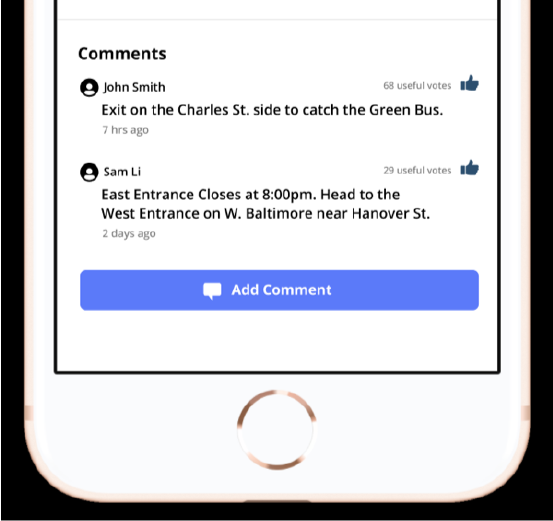 Comments
John Smith
68 useful votes
Exit on the Charles St. side to catch the Green Bus.
7 hrs ago
Sam Li
29 useful votes
East Entrance Closes at 8:00pm. Head to the
West Entrance on W. Baltimore near Hanover St.
2 days ago
Add Comment